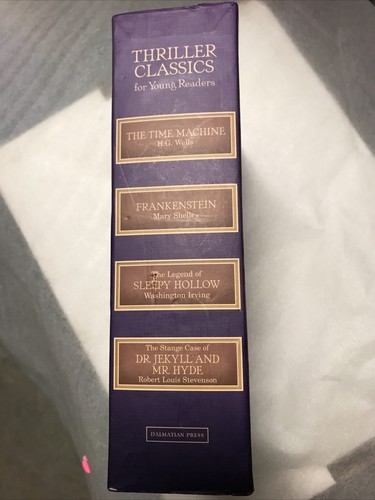 THRILLER
CLASSICS
for Young Readers
THE TIME MACHINE
H.G. Wells
FRANKENSTEIN
Mary Shelley
The Legend of
SLEEPY HOLLOW
Washington Irving
The Stange Case of
DR. JEKYLL AND
MR. HYDE
Robert Louis Stevenson
DALMATIAN PRESS